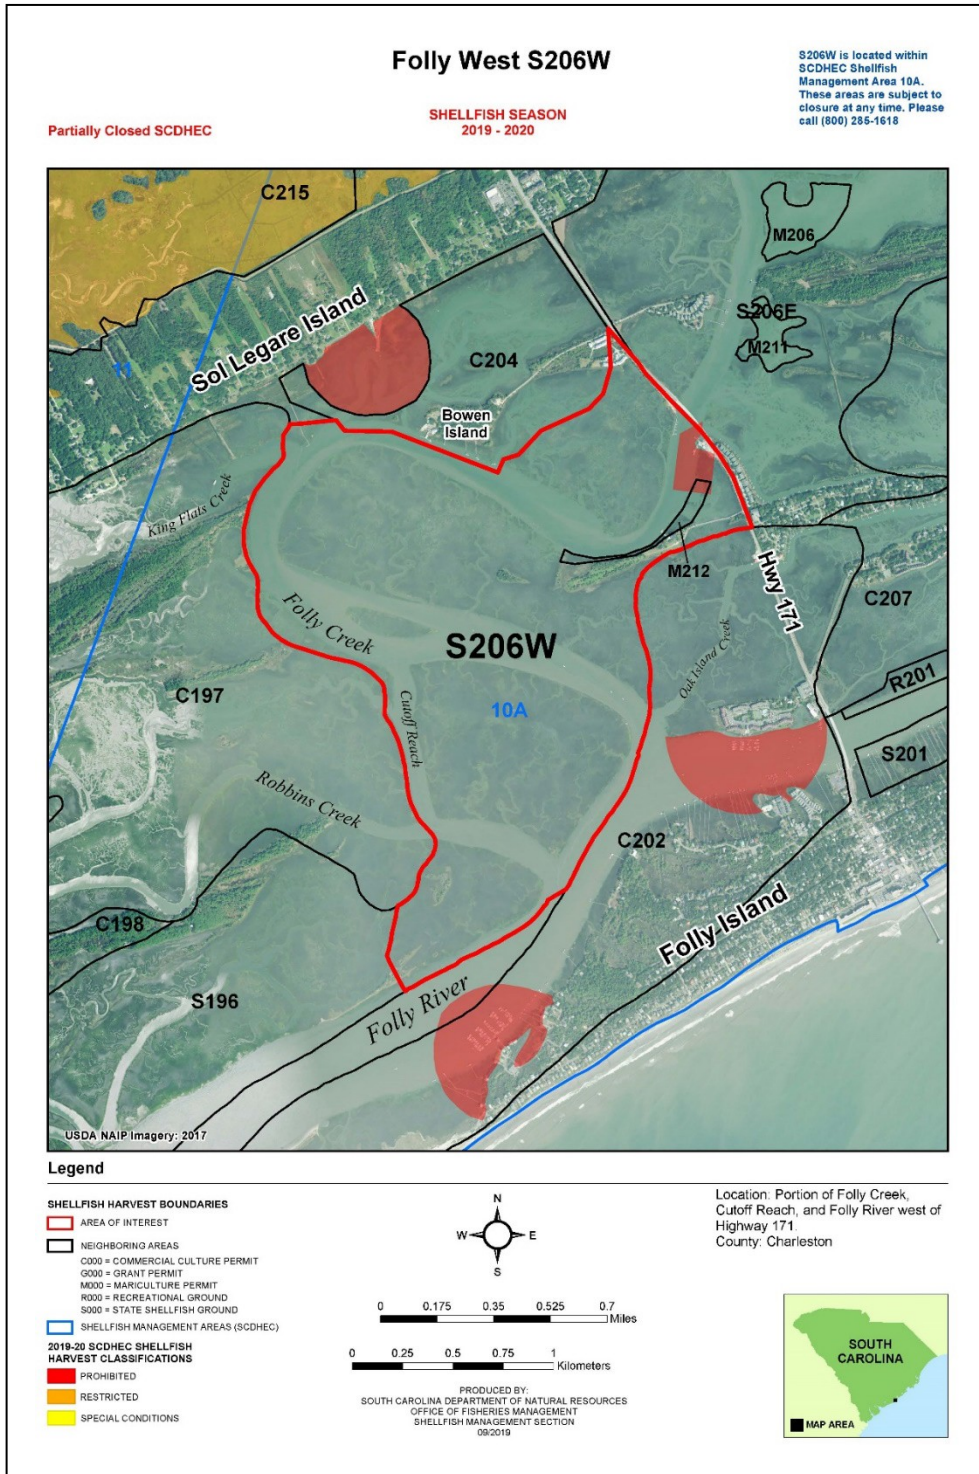 Folly West S206W
S206W is located within
SCDHEC Shellfish
Management Area 10A.
These areas are subject to
closure at any time. Please
call (800) 285-1618
Partially Closed SCDHEC
SHELLFISH SEASON
2019 - 2020
C215
M206
S206E
M211
11
Sol Legare Island
C204
Bowen
Island
King Flats Creek
M212
Hwy 171
C207
Folly Creek
S206W
Oak Island Creek
R201
C197
Cutoff Reach
10A
S201
Robbins Creek
C202
C198
Folly Island
S196
Folly River
USDA NAIP Imagery: 2017
Legend
SHELLFISH HARVEST BOUNDARIES
AREA OF INTEREST
NEIGHBORING AREAS
C000 = COMMERCIAL CULTURE PERMIT
G000 = GRANT PERMIT
M000 = MARICULTURE PERMIT
R000 = RECREATIONAL GROUND
S000 = STATE SHELLFISH GROUND
SHELLFISH MANAGEMENT AREAS (SCDHEC)
2019-20 SCDHEC SHELLFISH
HARVEST CLASSIFICATIONS
PROHIBITED
RESTRICTED
SPECIAL CONDITIONS
N
W E
S
0 0.175 0.35 0.525 0.7
Miles
0 0.25 0.5 0.75 1
Kilometers
PRODUCED BY:
SOUTH CAROLINA DEPARTMENT OF NATURAL RESOURCES
OFFICE OF FISHERIES MANAGEMENT
SHELLFISH MANAGEMENT SECTION
09/2019
Location: Portion of Folly Creek,
Cutoff Reach, and Folly River west of
Highway 171.
County: Charleston
SOUTH
CAROLINA
MAP AREA